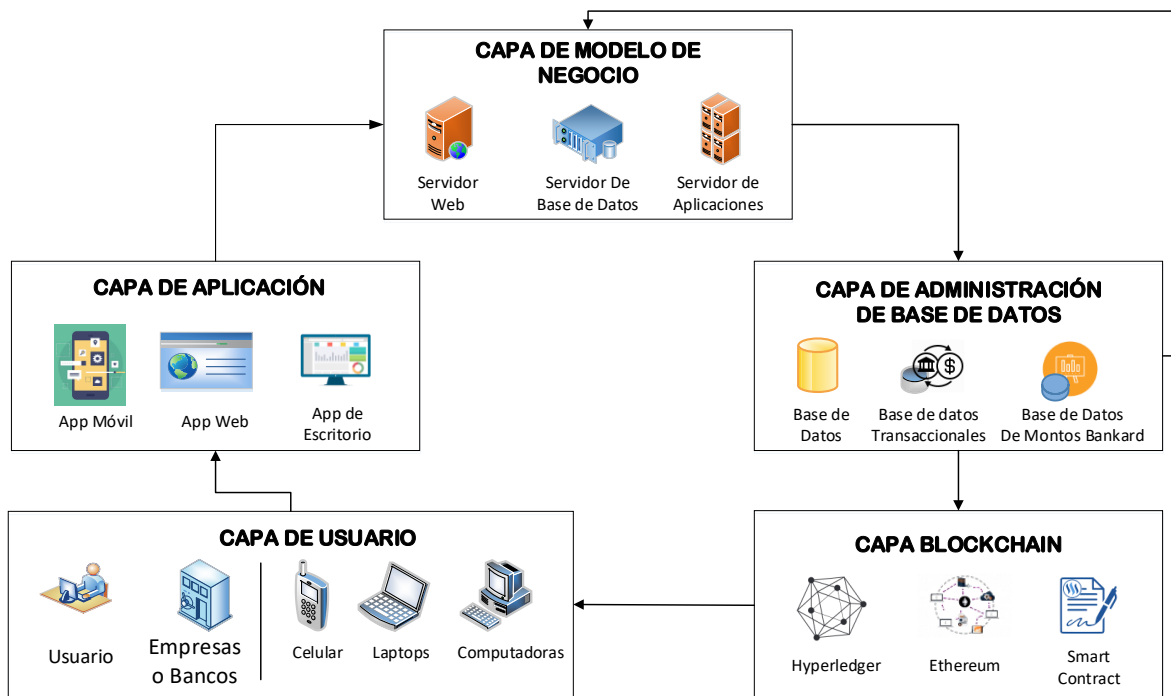 CAPA DE MODELO DE
NEGOCIO
Servidor
Web
Servidor De
Base de Datos
Servidor de
Aplicaciones
CAPA DE APLICACIÓN
App Móvil
App Web
App de
Escritorio
CAPA DE ADMINISTRACIÓN
DE BASE DE DATOS
Base de
Datos
Base de datos
Transaccionales
Base de Datos
De Montos Bankard
CAPA DE USUARIO
Usuario
Empresas
o Bancos
Celular
Laptops
Computadoras
CAPA BLOCKCHAIN
Hyperledger
Ethereum
Smart
Contract